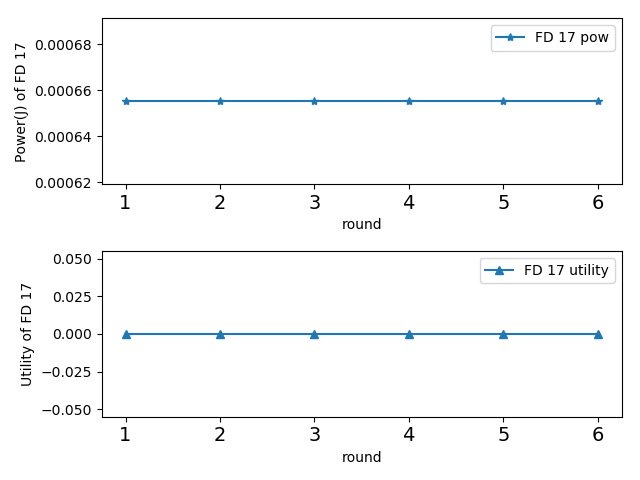 FD 17 pow
Power(J) of FD 17
0.00068
0.00066
0.00064
0.00062
1 2 3 4 5 6
round
FD 17 utility
Utility of FD 17
0.050
0.025
0.000
−0.025
−0.050
1 2 3 4 5 6
round